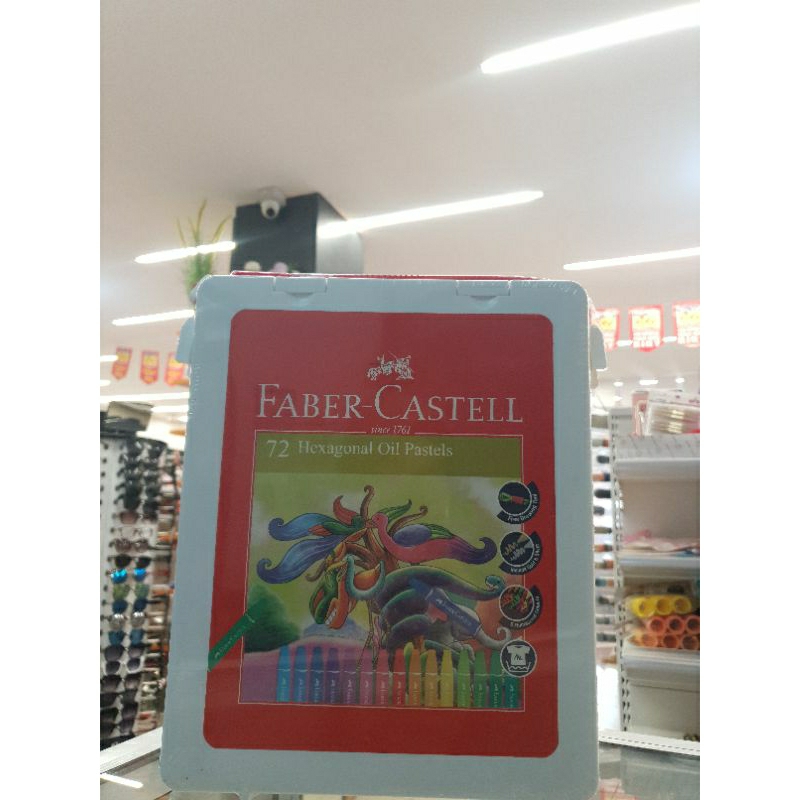 FABER-CASTELL
since 1761
72 Hexagonal Oil Pastels